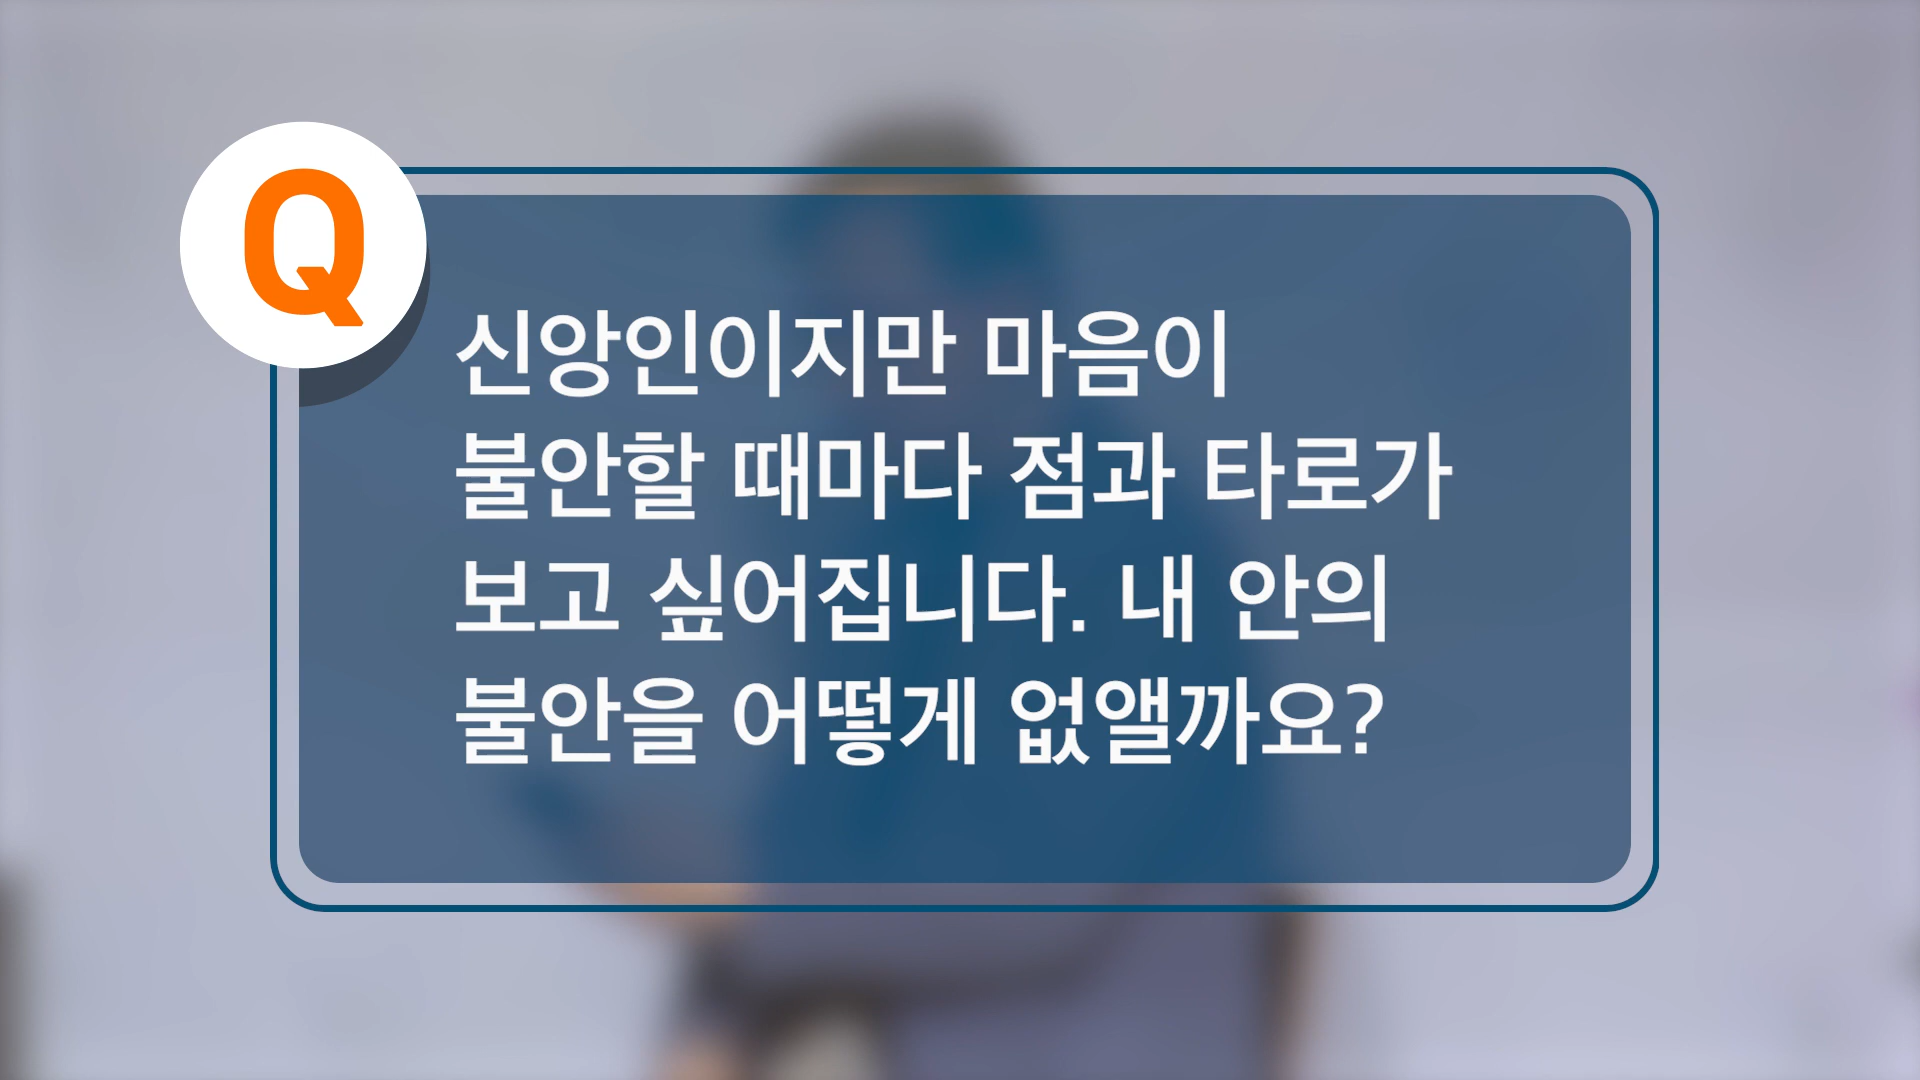 Q
신앙인이지만 마음이
불안할 때마다 점과 타로가
보고 싶어집니다. 내 안의
불안을 어떻게 없앨까요?